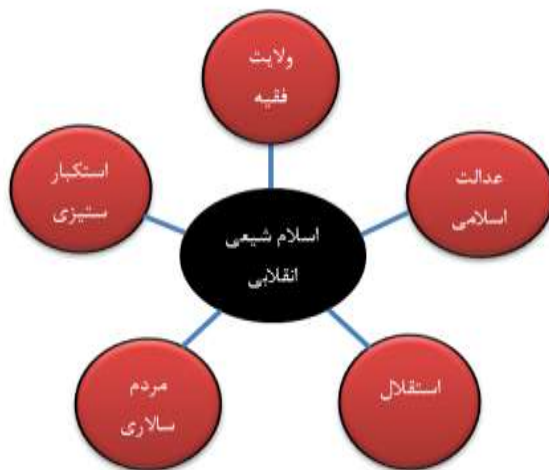 ولایت
فقیه
عدالت
اسلامی
استکبار
ستیزی
اسلام شیعی
انقلابی
استقلال
مردم
سالاری